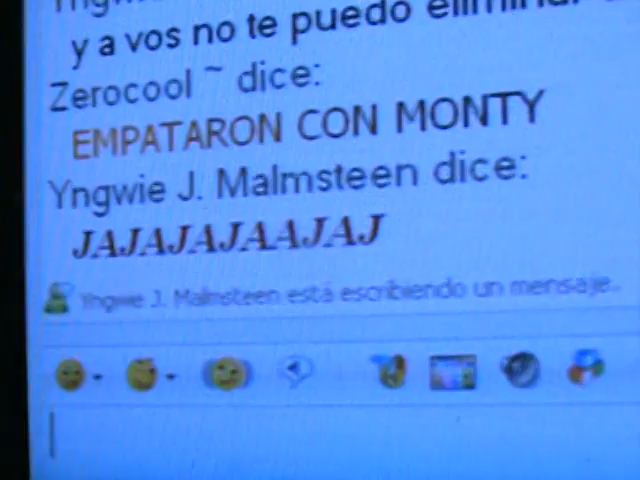 y a vos no te puedo eliminar
Zerocool ~ dice:
EMPATARON CON MONTY
Yngwie J. Malmsteen dice:
JAJAJAJAAJAJ
Yngwie J. Malmsteen está escribiendo un mensaje.